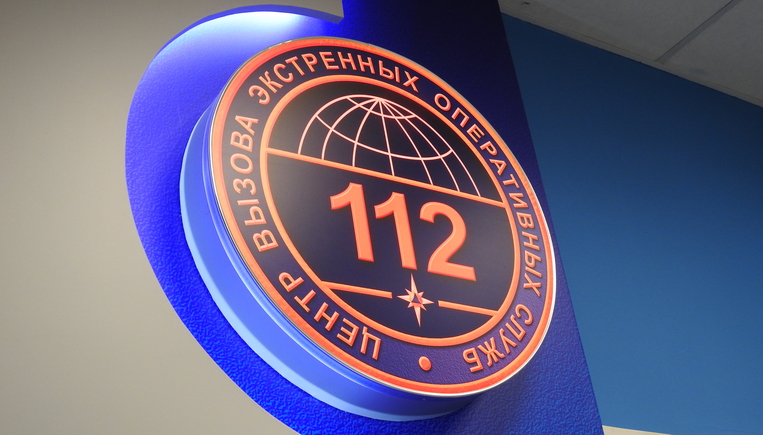 ЦЕНТР ВЫЗОВА ЭКСТРЕННЫХ ОПЕРАТИВНЫХ СЛУЖБ
112